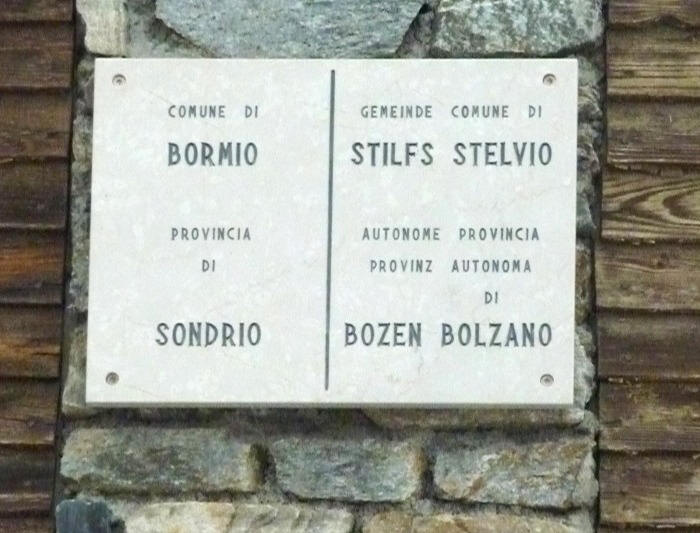 COMUNE DI
BORMIO
PROVINCIA
DI
SONDRIO
GEMEINDE COMUNE DI
STILFS STELVIO
AUTONOME PROVINCIA
PROVINZ AUTONOMA
DI
BOZEN BOLZANO